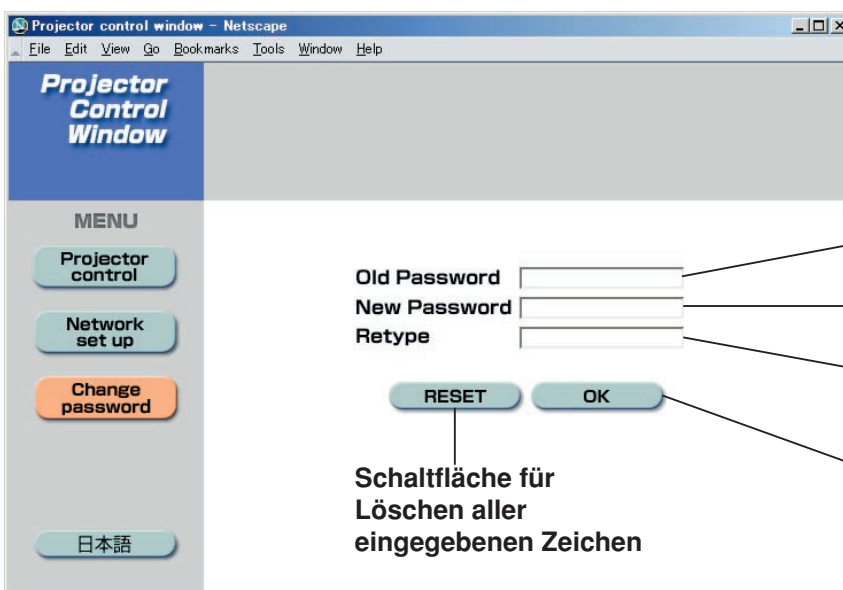 Projector control window - Netscape
File Edit View Go Bookmarks Tools Window Help
Projector
Control
Window
MENU
Projector
control
Network
set up
Change
password
日本語
Old Password
New Password
Retype
RESET OK
Schaltfläche für
Löschen aller
eingegebenen Zeichen